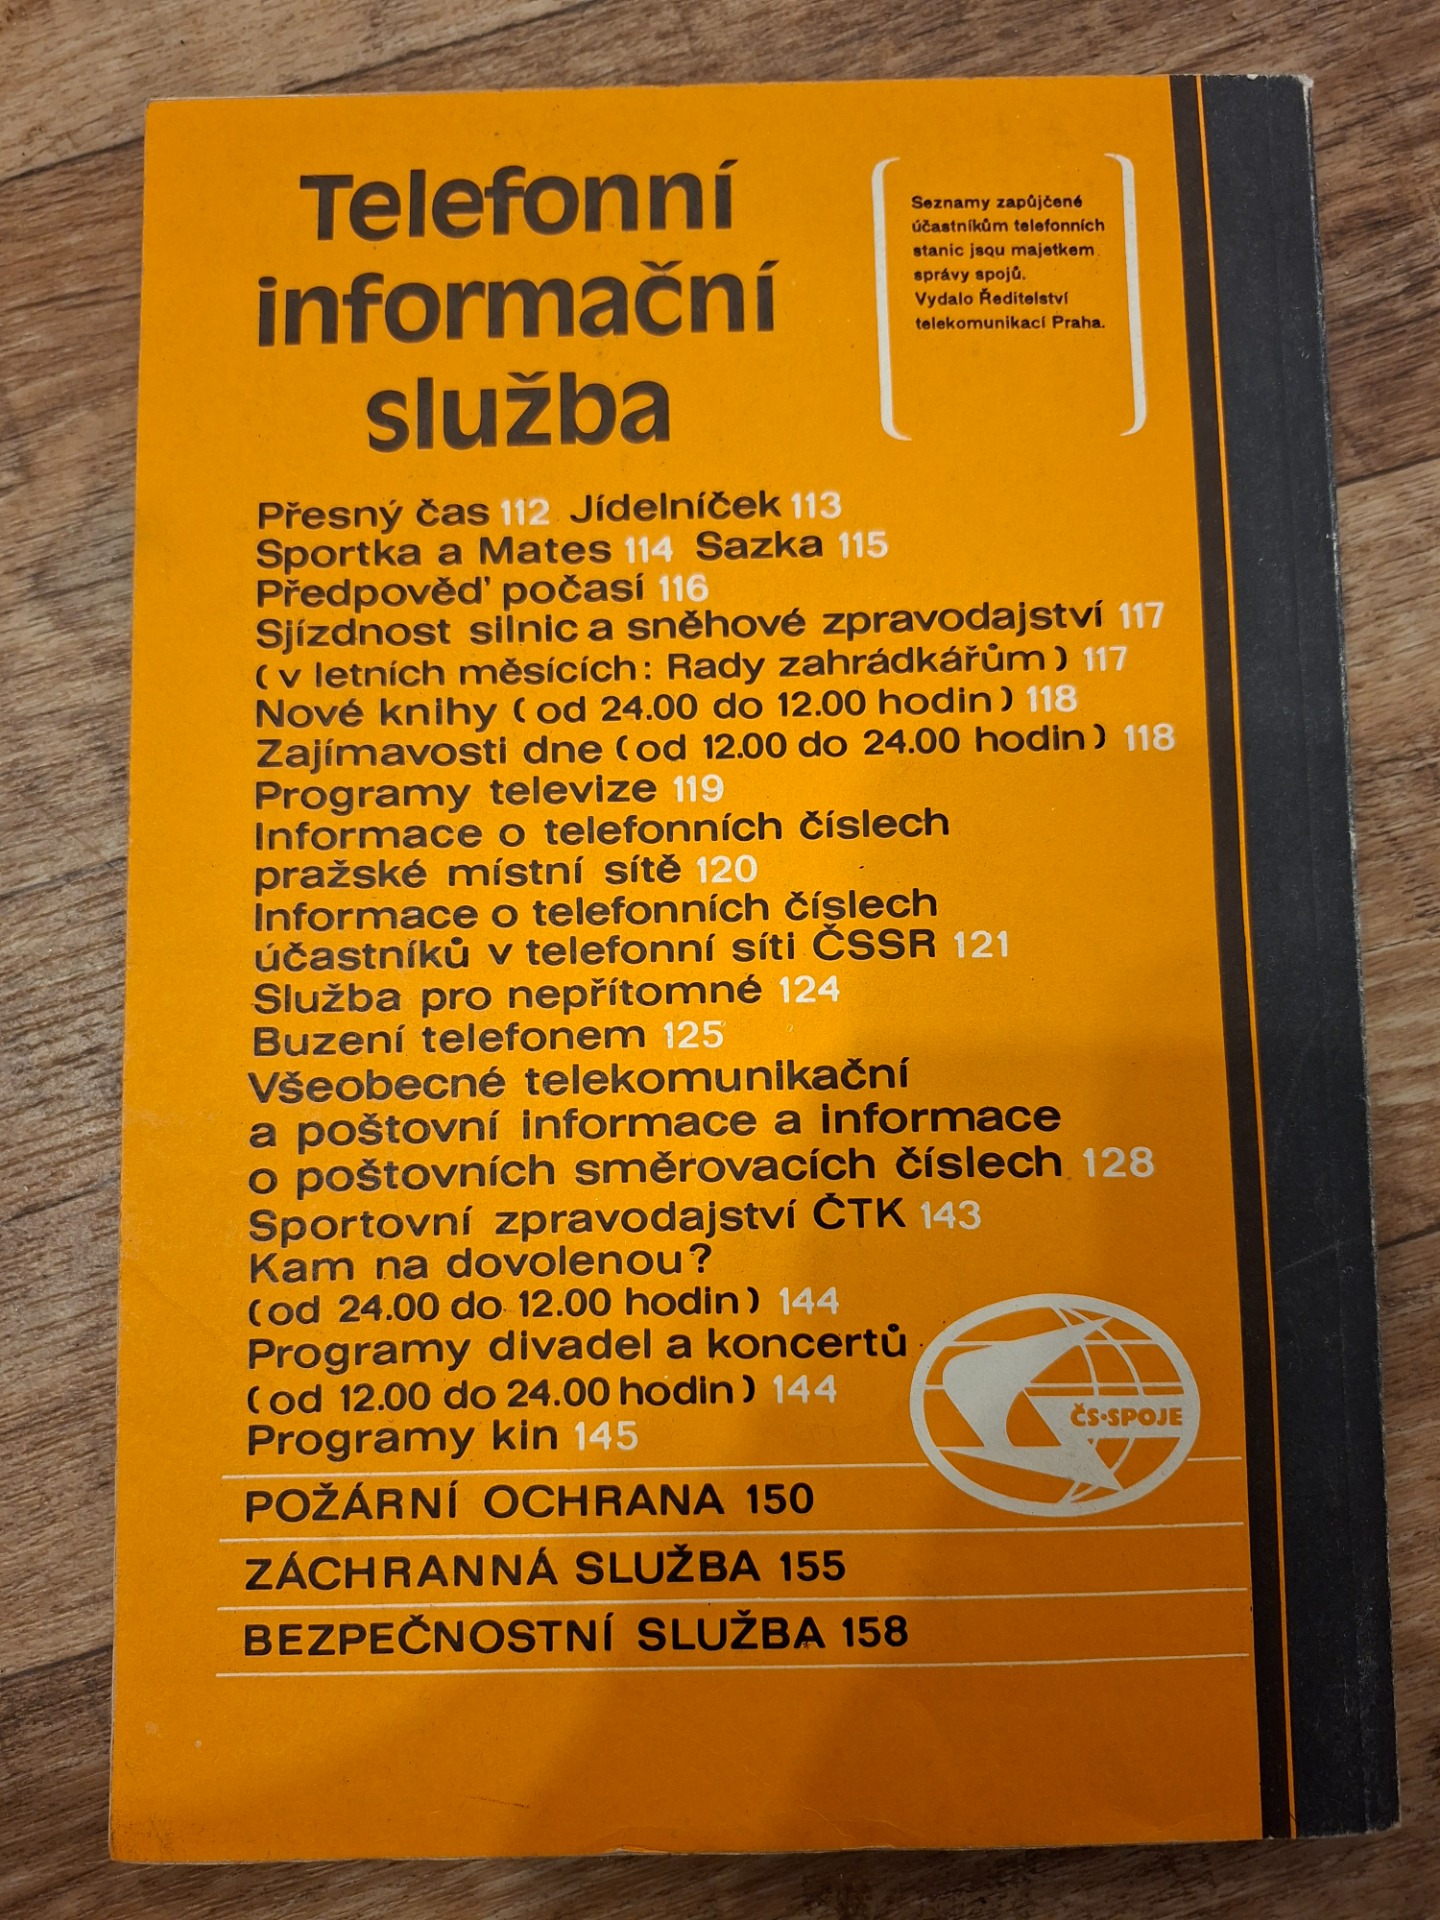 Telefonní
informační
služba
Seznamy zapůjčené
účastníkům telefonních
stanic jsou majetkem
správy spojů.
Vydalo Ředitelství
telekomunikací Praha.
Přesný čas 112 Jídelníček 113
Sportka a Mates 114 Sazka 115
Předpověď počasí 116
Sjízdnost silnic a sněhové zpravodajství 117
(v letních měsících: Rady zahrádkářům) 117
Nové knihy (od 24.00 do 12.00 hodin) 118
Zajímavosti dne (od 12.00 do 24.00 hodin) 118
Programy televize 119
Informace o telefonních číslech
pražské místní sítě 120
Informace o telefonních číslech
účastníků v telefonní síti ČSSR 121
Služba pro nepřítomné 124
Buzení telefonem 125
Všeobecné telekomunikační
a poštovní informace a informace
o poštovních směrovacích číslech 128
Sportovní zpravodajství ČTK 143
Kam na dovolenou?
(od 24.00 do 12.00 hodin) 144
Programy divadel a koncertů
(od 12.00 do 24.00 hodin) 144
Programy kin 145
ČS·SPOJE
POŽÁRNÍ OCHRANA 150
ZÁCHRANNÁ SLUŽBA 155
BEZPEČNOSTNÍ SLUŽBA 158